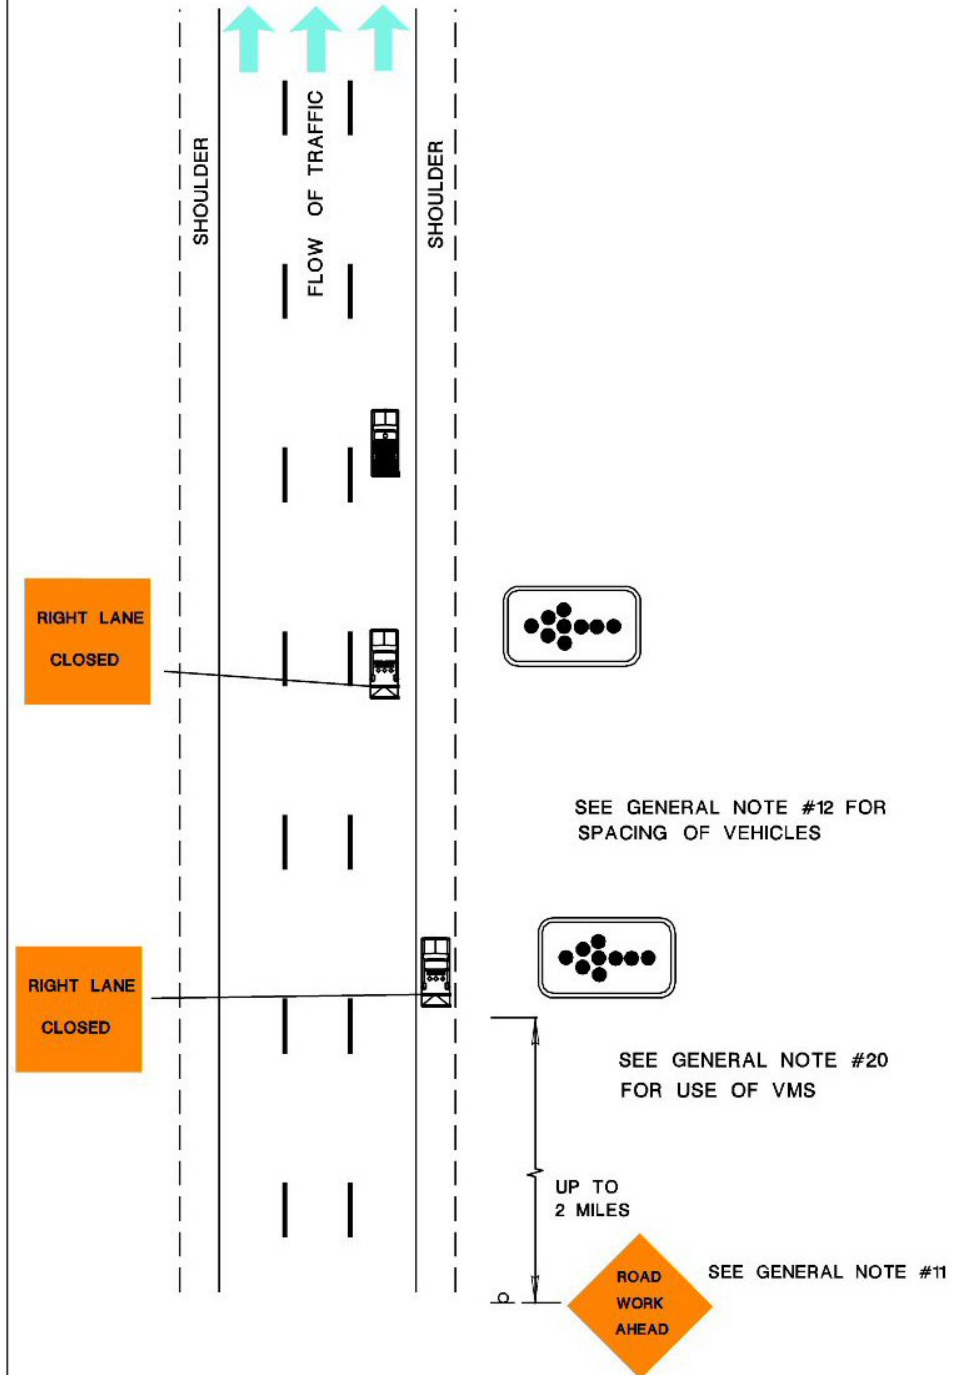 SHOULDER
FLOW OF TRAFFIC
SHOULDER
RIGHT LANE
CLOSED
SEE GENERAL NOTE #12 FOR
SPACING OF VEHICLES
RIGHT LANE
CLOSED
SEE GENERAL NOTE #20
FOR USE OF VMS
UP TO
2 MILES
ROAD
WORK
AHEAD
SEE GENERAL NOTE #11